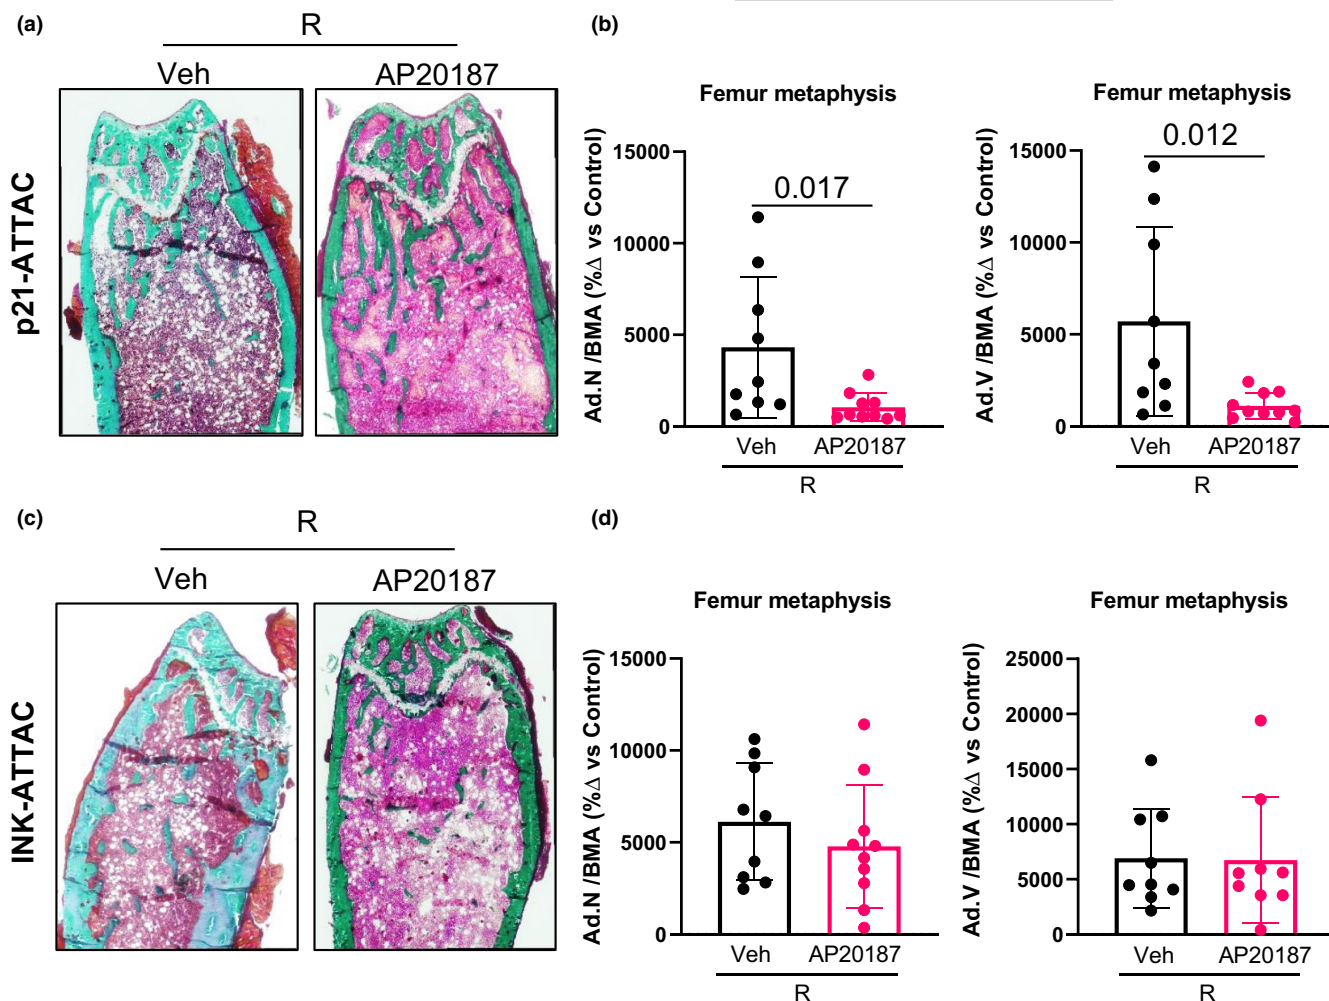 (a)
R
Veh AP20187
p21-ATTAC
(b)
Femur metaphysis
Ad.N /BMA (%Δ vs Control)
15000
10000
5000
0
0.017
Veh AP20187
R
Femur metaphysis
Ad.V /BMA (%Δ vs Control)
15000
10000
5000
0
0.012
Veh AP20187
R
(c)
R
Veh AP20187
INK-ATTAC
(d)
Femur metaphysis
Ad.N /BMA (%Δ vs Control)
15000
10000
5000
0
Veh AP20187
R
Femur metaphysis
Ad.V /BMA (%Δ vs Control)
25000
20000
15000
10000
5000
0
Veh AP20187
R